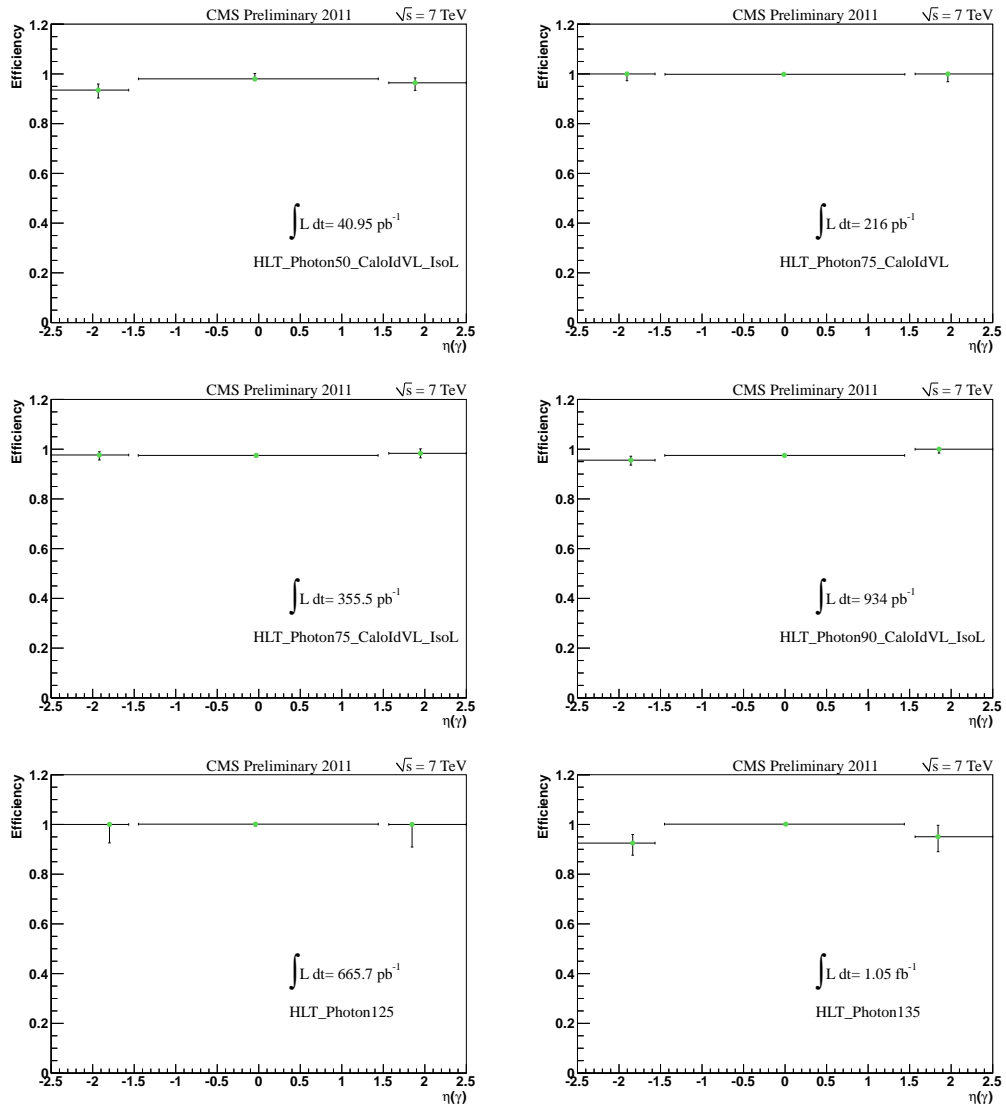 CMS Preliminary 2011 √s = 7 TeV
Efficiency
1.2
1
0.8
0.6
0.4
0.2
0
∫ L dt= 40.95 pb-1
HLT_Photon50_CaloIdVL_IsoL
-2.5 -2 -1.5 -1 -0.5 0 0.5 1 1.5 2 2.5
η(γ)
CMS Preliminary 2011 √s = 7 TeV
Efficiency
1.2
1
0.8
0.6
0.4
0.2
0
∫ L dt= 216 pb-1
HLT_Photon75_CaloIdVL
-2.5 -2 -1.5 -1 -0.5 0 0.5 1 1.5 2 2.5
η(γ)
CMS Preliminary 2011 √s = 7 TeV
Efficiency
1.2
1
0.8
0.6
0.4
0.2
0
∫ L dt= 355.5 pb-1
HLT_Photon75_CaloIdVL_IsoL
-2.5 -2 -1.5 -1 -0.5 0 0.5 1 1.5 2 2.5
η(γ)
CMS Preliminary 2011 √s = 7 TeV
Efficiency
1.2
1
0.8
0.6
0.4
0.2
0
∫ L dt= 934 pb-1
HLT_Photon90_CaloIdVL_IsoL
-2.5 -2 -1.5 -1 -0.5 0 0.5 1 1.5 2 2.5
η(γ)
CMS Preliminary 2011 √s = 7 TeV
Efficiency
1.2
1
0.8
0.6
0.4
0.2
0
∫ L dt= 665.7 pb-1
HLT_Photon125
-2.5 -2 -1.5 -1 -0.5 0 0.5 1 1.5 2 2.5
η(γ)
CMS Preliminary 2011 √s = 7 TeV
Efficiency
1.2
1
0.8
0.6
0.4
0.2
0
∫ L dt= 1.05 fb-1
HLT_Photon135
-2.5 -2 -1.5 -1 -0.5 0 0.5 1 1.5 2 2.5
η(γ)